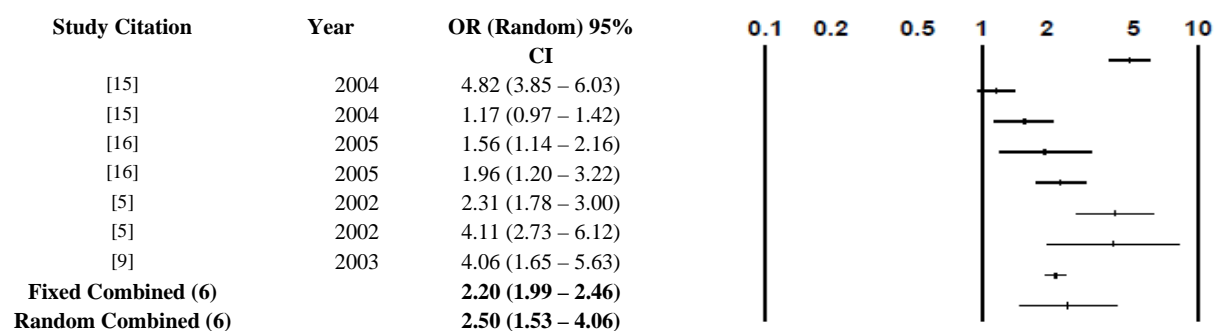 Study Citation Year OR (Random) 95% CI
0.1 0.2 0.5 1 2 5 10
[15] 2004 4.82 (3.85 – 6.03)
[15] 2004 1.17 (0.97 – 1.42)
[16] 2005 1.56 (1.14 – 2.16)
[16] 2005 1.96 (1.20 – 3.22)
[5] 2002 2.31 (1.78 – 3.00)
[5] 2002 4.11 (2.73 – 6.12)
[9] 2003 4.06 (1.65 – 5.63)
Fixed Combined (6) 2.20 (1.99 – 2.46)
Random Combined (6) 2.50 (1.53 – 4.06)